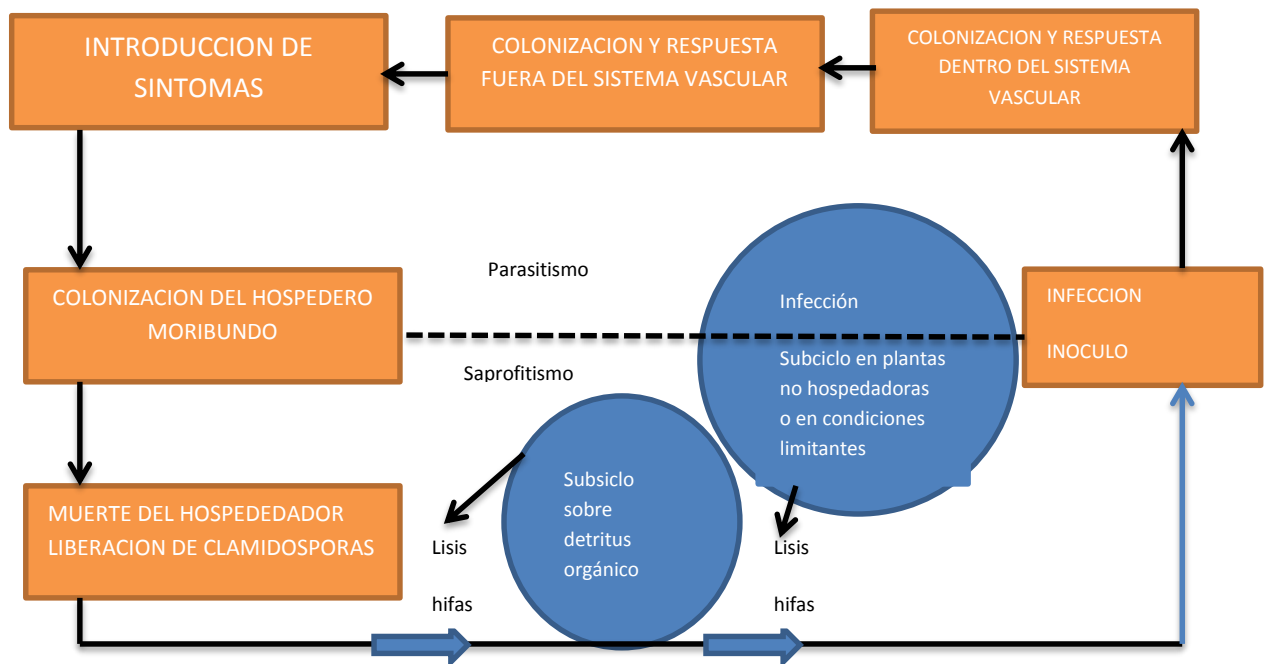 INTRODUCCION DE
SINTOMAS
COLONIZACION Y RESPUESTA
FUERA DEL SISTEMA VASCULAR
COLONIZACION Y RESPUESTA
DENTRO DEL SISTEMA
VASCULAR
Parasitismo
COLONIZACION DEL HOSPEDERO
MORIBUNDO
Infección
INFECCION
INOCULO
Saprofitismo
Subciclo en plantas
no hospedadoras
o en condiciones
limitantes
MUERTE DEL HOSPEDEDADOR
LIBERACION DE CLAMIDOSPORAS
Lisis
hifas
Subsiclo
sobre
detritus
orgánico
Lisis
hifas